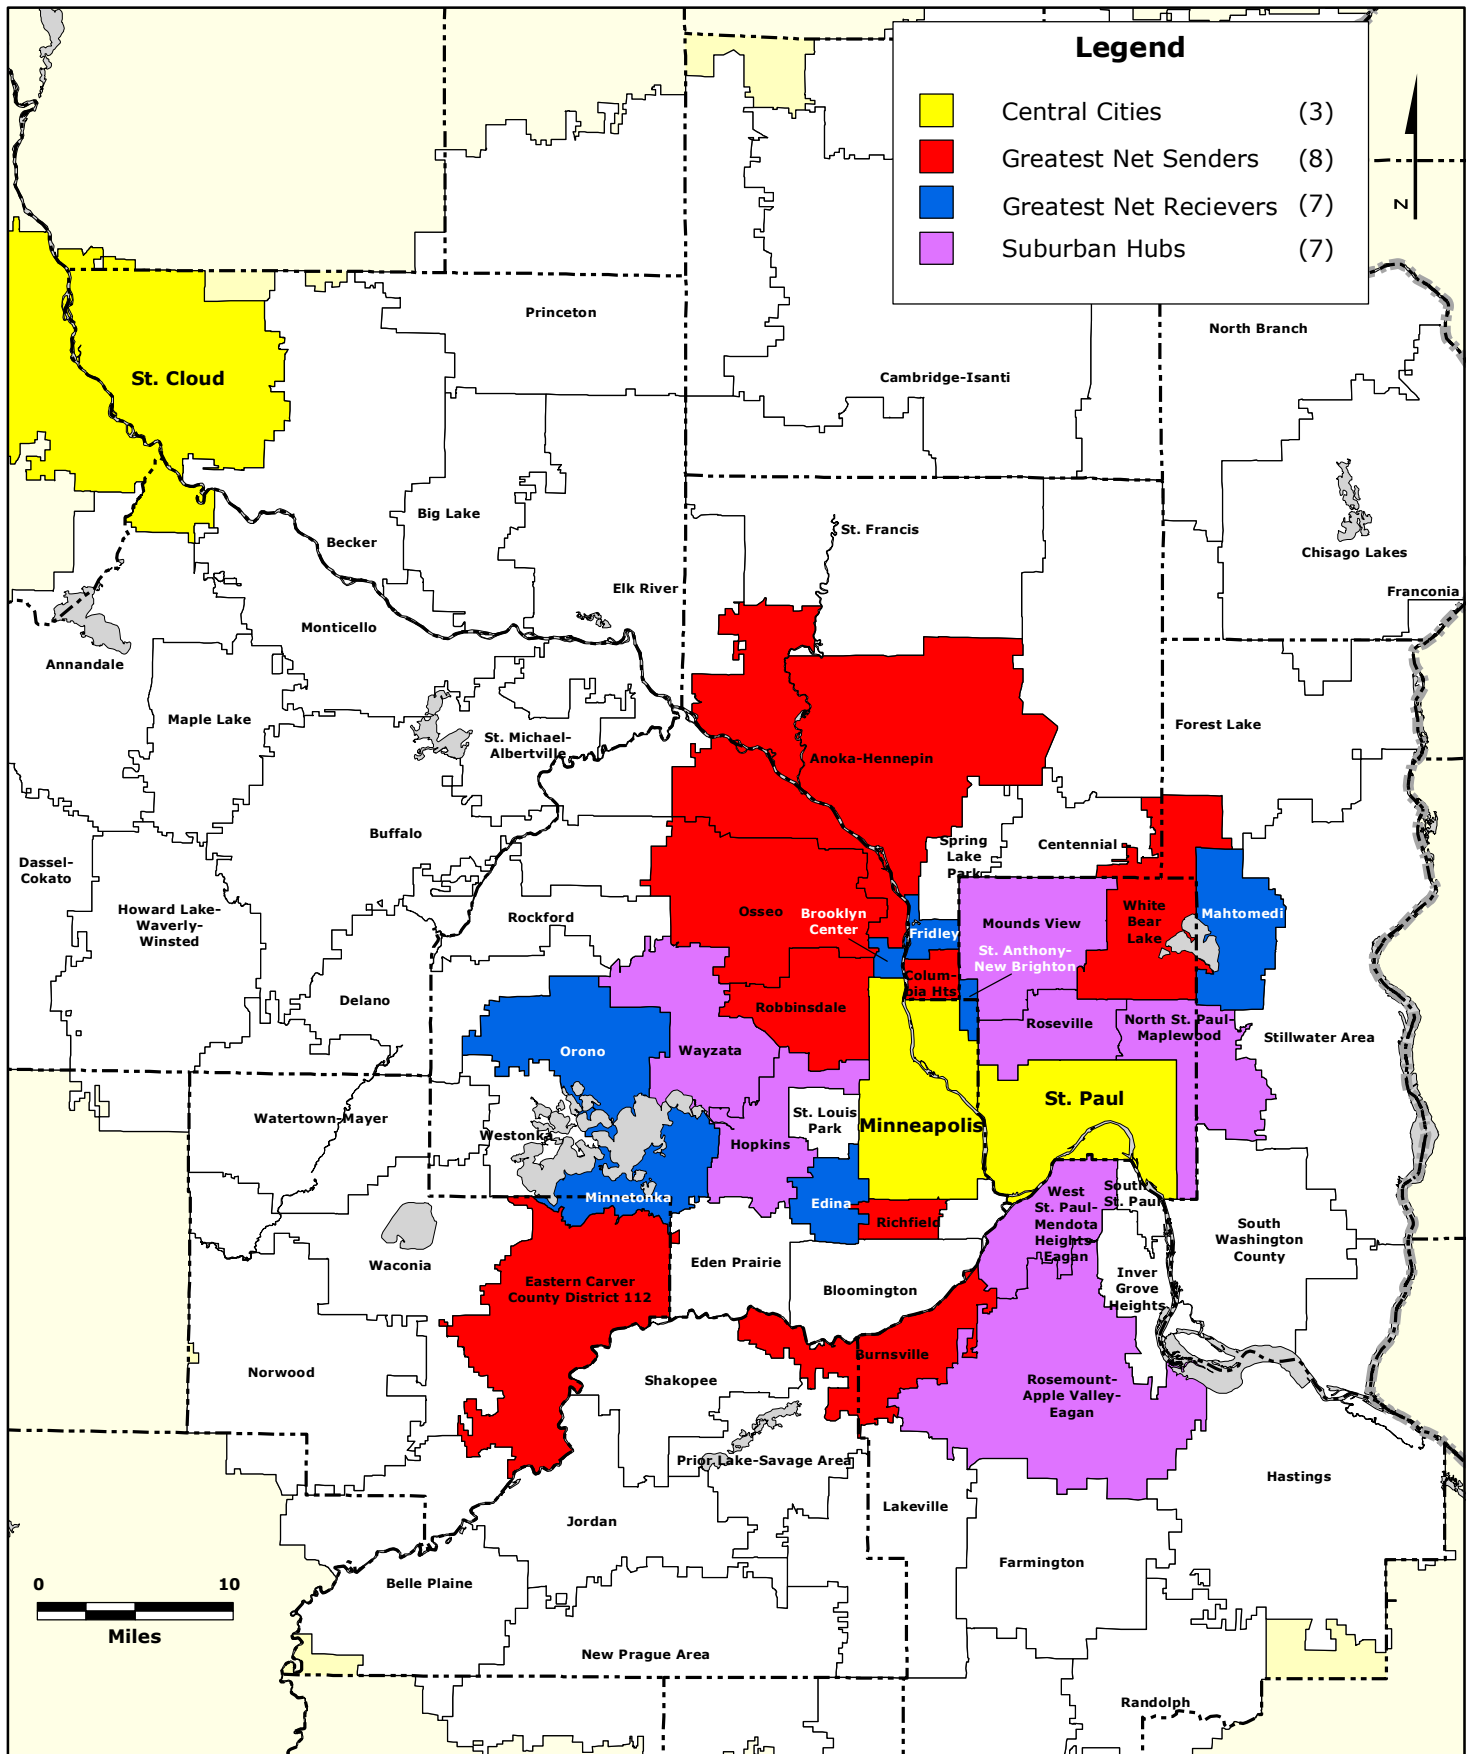 Legend
Central Cities (3)
Greatest Net Senders (8)
Greatest Net Recievers (7)
Suburban Hubs (7)
N
Princeton
North Branch
St. Cloud
Cambridge-Isanti
Big Lake
St. Francis
Becker
Chisago Lakes
Elk River
Franconia
Monticello
Annandale
Maple Lake
Forest Lake
St. Michael-
Albertville
Anoka-Hennepin
Buffalo
Spring
Lake
Park
Centennial
Dassel-
Cokato
Howard Lake-
Waverly-
Winsted
Rockford
Osseo
Brooklyn
Center
Fridley
Mounds View
White
Bear
Lake
Mahtomedi
St. Anthony-
New Brighton
Colum-
bia Hts
Delano
Robbinsdale
Roseville
North St. Paul-
Maplewood
Stillwater Area
Orono
Wayzata
St. Paul
Watertown-Mayer
Westonka
St. Louis
Park
Minneapolis
Hopkins
Minnetonka
Edina
Richfield
West
St. Paul-
Mendota
Heights-
Eagan
South
St. Paul
South
Washington
County
Waconia
Eden Prairie
Eastern Carver
County District 112
Bloomington
Inver
Grove
Heights
Norwood
Shakopee
Burnsville
Rosemount-
Apple Valley-
Eagan
Prior Lake-Savage Area
Hastings
Lakeville
Jordan
Farmington
Belle Plaine
0 10
Miles
New Prague Area
Randolph